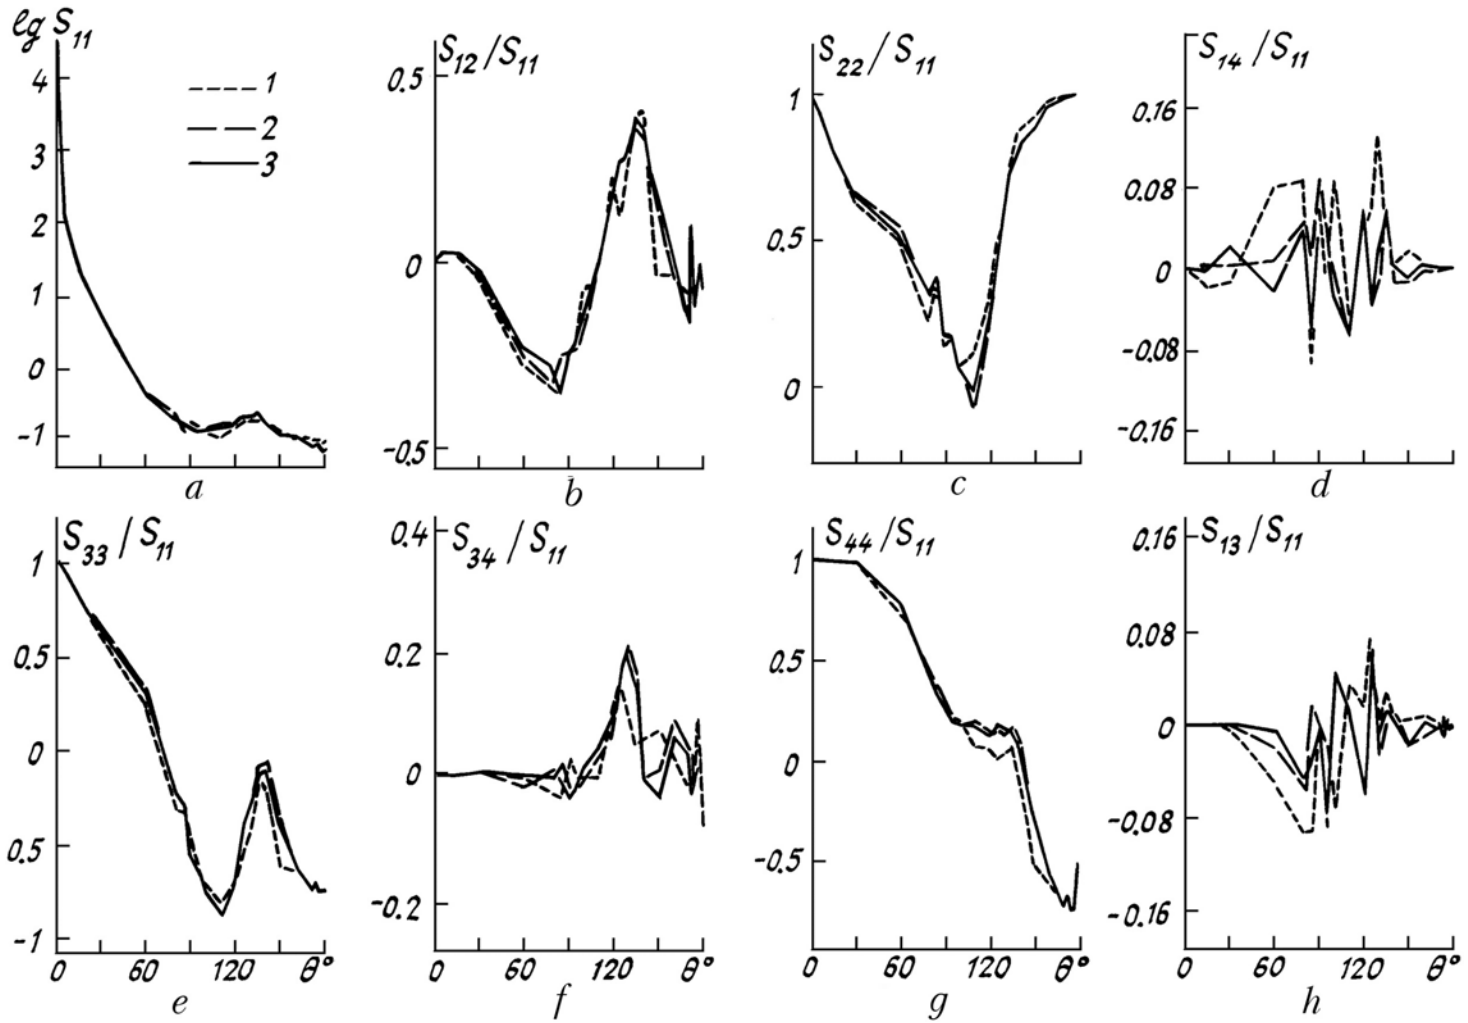 lg S11
4
3
2
1
0
-1
1
2
3
a
S12/S11
0.5
0
-0.5
b
S22/S11
1
0.5
0
c
S14/S11
0.16
0.08
0
-0.08
-0.16
d
S33/S11
1
0.5
0
0.5
-1
0 60 120 θ°
e
S34/S11
0.4
0.2
0
-0.2
0 60 120 θ°
f
S44/S11
1
0.5
0
-0.5
0 60 120 θ°
g
S13/S11
0.16
0.08
0
-0.08
-0.16
0 60 120 θ°
h